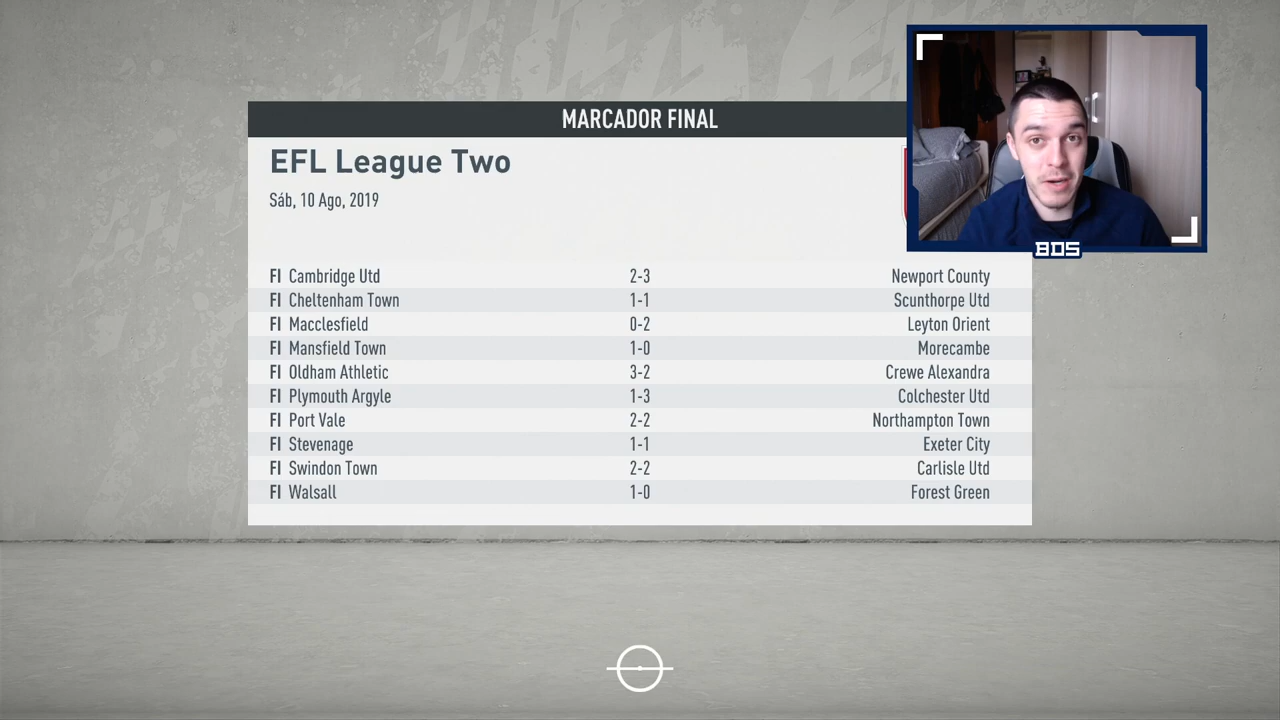 MARCADOR FINAL
EFL League Two
Sáb, 10 Ago, 2019
BDS
FI Cambridge Utd 2-3 Newport County
FI Cheltenham Town 1-1 Scunthorpe Utd
FI Macclesfield 0-2 Leyton Orient
FI Mansfield Town 1-0 Morecambe
FI Oldham Athletic 3-2 Crewe Alexandra
FI Plymouth Argyle 1-3 Colchester Utd
FI Port Vale 2-2 Northampton Town
FI Stevenage 1-1 Exeter City
FI Swindon Town 2-2 Carlisle Utd
FI Walsall 1-0 Forest Green